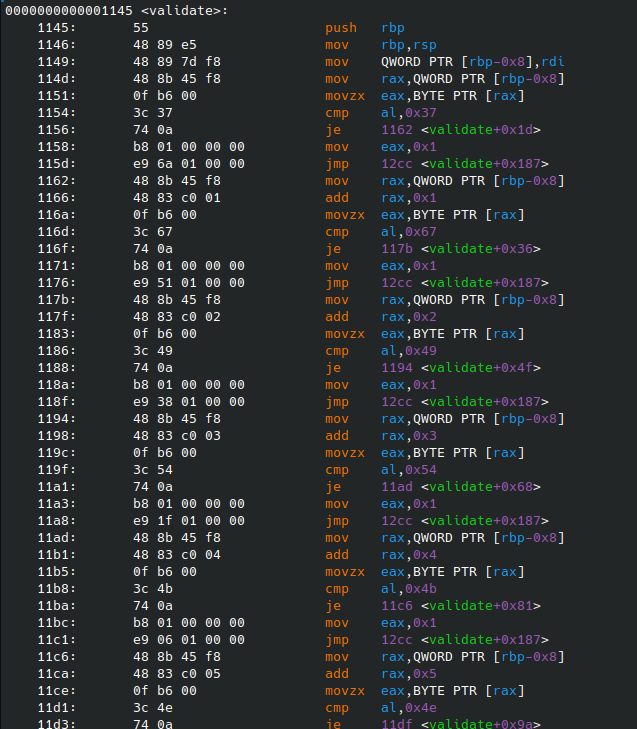 0000000000001145 <validate>:
1145: 55 push rbp
1146: 48 89 e5 mov rbp,rsp
1149: 48 89 7d f8 mov QWORD PTR [rbp-0x8],rdi
114d: 48 8b 45 f8 mov rax,QWORD PTR [rbp-0x8]
1151: 0f b6 00 movzx eax,BYTE PTR [rax]
1154: 3c 37 cmp al,0x37
1156: 74 0a je 1162 <validate+0x1d>
1158: b8 01 00 00 00 mov eax,0x1
115d: e9 6a 01 00 00 jmp 12cc <validate+0x187>
1162: 48 8b 45 f8 mov rax,QWORD PTR [rbp-0x8]
1166: 48 83 c0 01 add rax,0x1
116a: 0f b6 00 movzx eax,BYTE PTR [rax]
116d: 3c 67 cmp al,0x67
116f: 74 0a je 117b <validate+0x36>
1171: b8 01 00 00 00 mov eax,0x1
1176: e9 51 01 00 00 jmp 12cc <validate+0x187>
117b: 48 8b 45 f8 mov rax,QWORD PTR [rbp-0x8]
117f: 48 83 c0 02 add rax,0x2
1183: 0f b6 00 movzx eax,BYTE PTR [rax]
1186: 3c 49 cmp al,0x49
1188: 74 0a je 1194 <validate+0x4f>
118a: b8 01 00 00 00 mov eax,0x1
118f: e9 38 01 00 00 jmp 12cc <validate+0x187>
1194: 48 8b 45 f8 mov rax,QWORD PTR [rbp-0x8]
1198: 48 83 c0 03 add rax,0x3
119c: 0f b6 00 movzx eax,BYTE PTR [rax]
119f: 3c 54 cmp al,0x54
11a1: 74 0a je 11ad <validate+0x68>
11a3: b8 01 00 00 00 mov eax,0x1
11a8: e9 1f 01 00 00 jmp 12cc <validate+0x187>
11ad: 48 8b 45 f8 mov rax,QWORD PTR [rbp-0x8]
11b1: 48 83 c0 04 add rax,0x4
11b5: 0f b6 00 movzx eax,BYTE PTR [rax]
11b8: 3c 4b cmp al,0x4b
11ba: 74 0a je 11c6 <validate+0x81>
11bc: b8 01 00 00 00 mov eax,0x1
11c1: e9 06 01 00 00 jmp 12cc <validate+0x187>
11c6: 48 8b 45 f8 mov rax,QWORD PTR [rbp-0x8]
11ca: 48 83 c0 05 add rax,0x5
11ce: 0f b6 00 movzx eax,BYTE PTR [rax]
11d1: 3c 4e cmp al,0x4e
11d3: 74 0a je 11df <validate+0x9a>